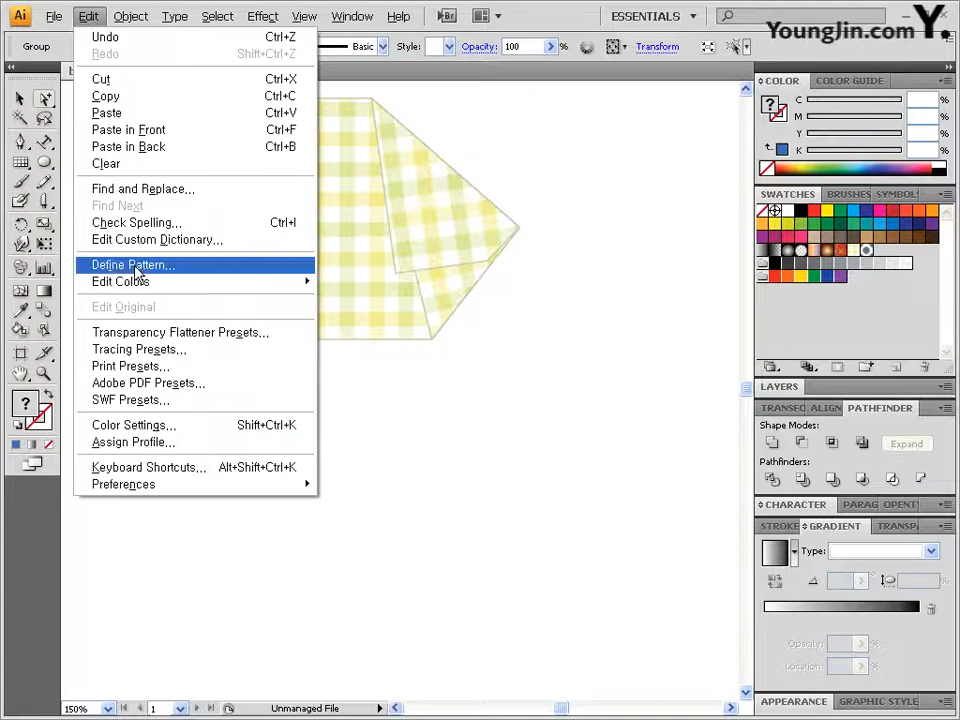 Ai File Edit Object Type Select Effect View Window Help Br ESSENTIALS
YoungJin.com Y.
Group Basic Style: Opacity: 100 % Transform
Undo Ctrl+Z
Redo Shift+Ctrl+Z
Cut Ctrl+X
Copy Ctrl+C
Paste Ctrl+V
Paste in Front Ctrl+F
Paste in Back Ctrl+B
Clear
Find and Replace...
Find Next
Check Spelling... Ctrl+I
Edit Custom Dictionary...
Define Pattern...
Edit Colors
Edit Original
Transparency Flattener Presets...
Tracing Presets...
Print Presets...
Adobe PDF Presets...
SWF Presets...
Color Settings... Shift+Ctrl+K
Assign Profile...
Keyboard Shortcuts... Alt+Shift+Ctrl+K
Preferences
?
COLOR COLOR GUIDE
? C %
M %
Y %
K %
SWATCHES BRUSHES SYMBOL
LAYERS
TRANSFO ALIGN PATHFINDER
Shape Modes:
Expand
Pathfinders:
CHARACTER PARAG OPENTY
STROKE GRADIENT TRANSP
Type:
%
Opacity: %
Location: %
APPEARANCE GRAPHIC STYLE
150% 1 Unmanaged File